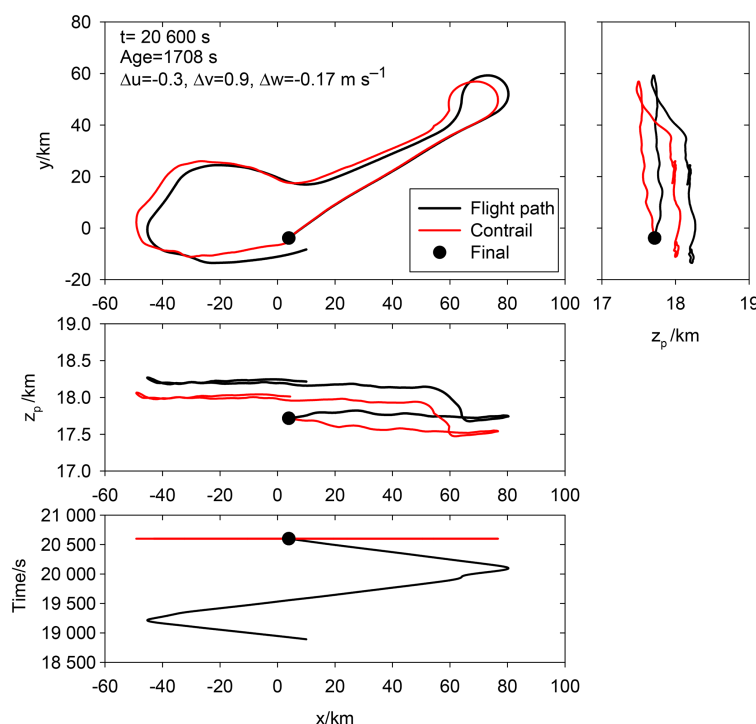 t= 20 600 s
Age=1708 s
Δu=-0.3, Δv=0.9, Δw=-0.17 m s⁻¹
y/km
80
60
40
20
0
-20
-60 -40 -20 0 20 40 60 80 100
Flight path
Contrail
Final
17 18 19
z_p /km
z_p /km
19.0
18.5
18.0
17.5
17.0
-60 -40 -20 0 20 40 60 80 100
Time/s
21 000
20 500
20 000
19 500
19 000
18 500
-60 -40 -20 0 20 40 60 80 100
x/km